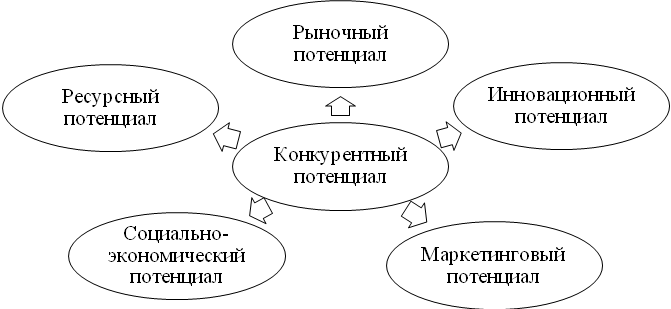 Рыночный
потенциал
Ресурсный
потенциал
Инновационный
потенциал
Конкурентный
потенциал
Социально-
экономический
потенциал
Маркетинговый
потенциал